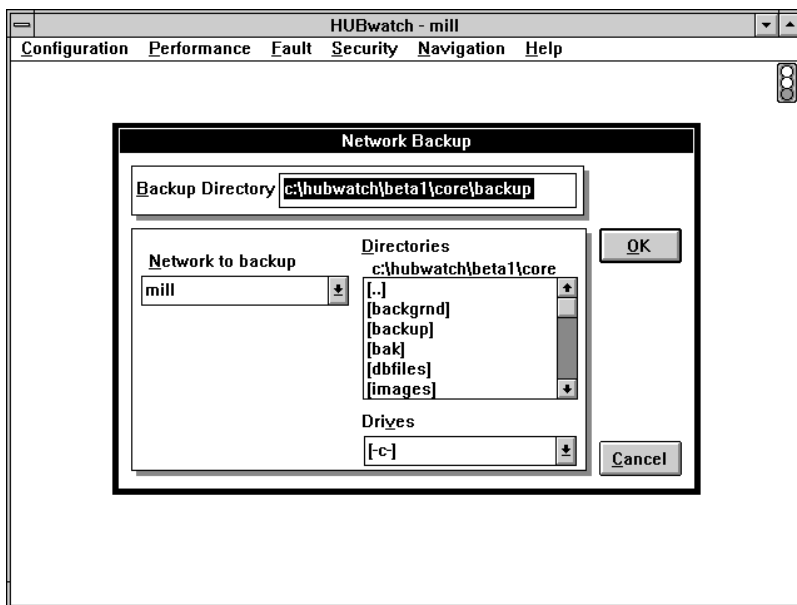 HUBwatch - mill
Configuration Performance Fault Security Navigation Help
Network Backup
Backup Directory c:\hubwatch\beta1\core\backup
Network to backup
mill
Directories
c:\hubwatch\beta1\core
[..]
[backgrnd]
[backup]
[bak]
[dbfiles]
[images]
Drives
[-c-]
OK
Cancel